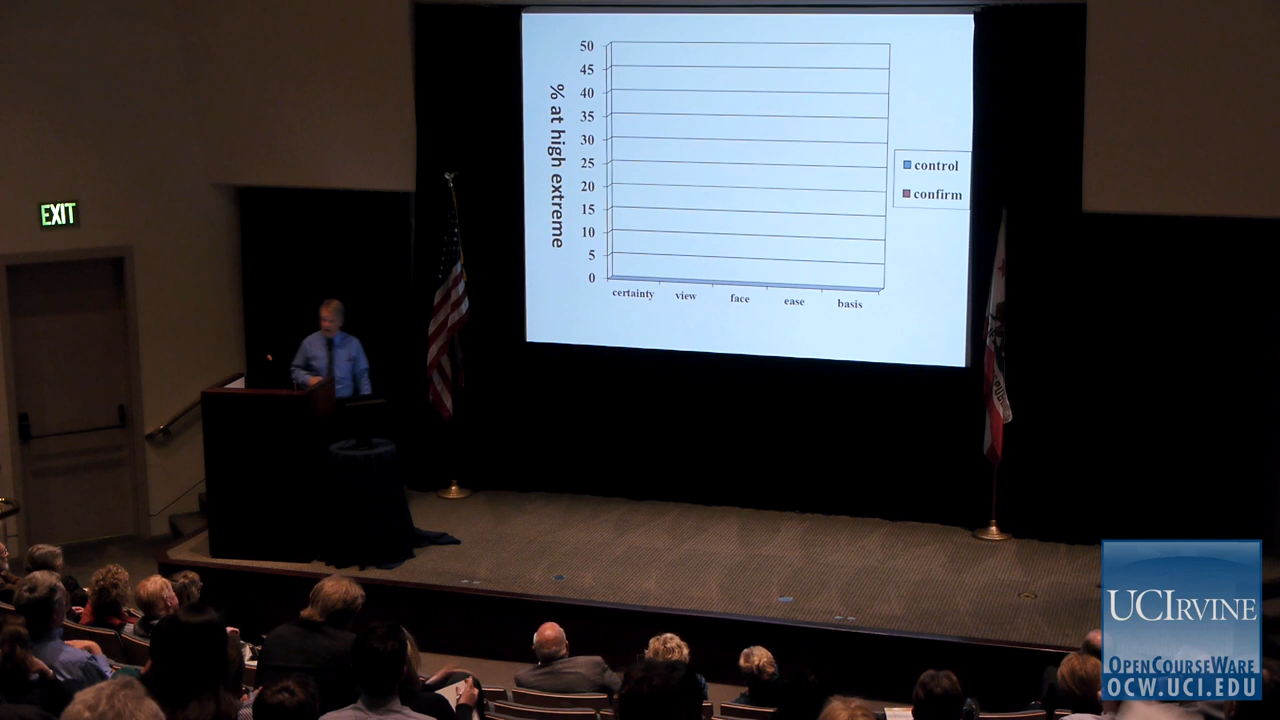 EXIT
% at high extreme
50
45
40
35
30
25
20
15
10
5
0
certainty view face ease basis
control
confirm
UCIRVINE
OPENCOURSEWARE
OCW.UCI.EDU